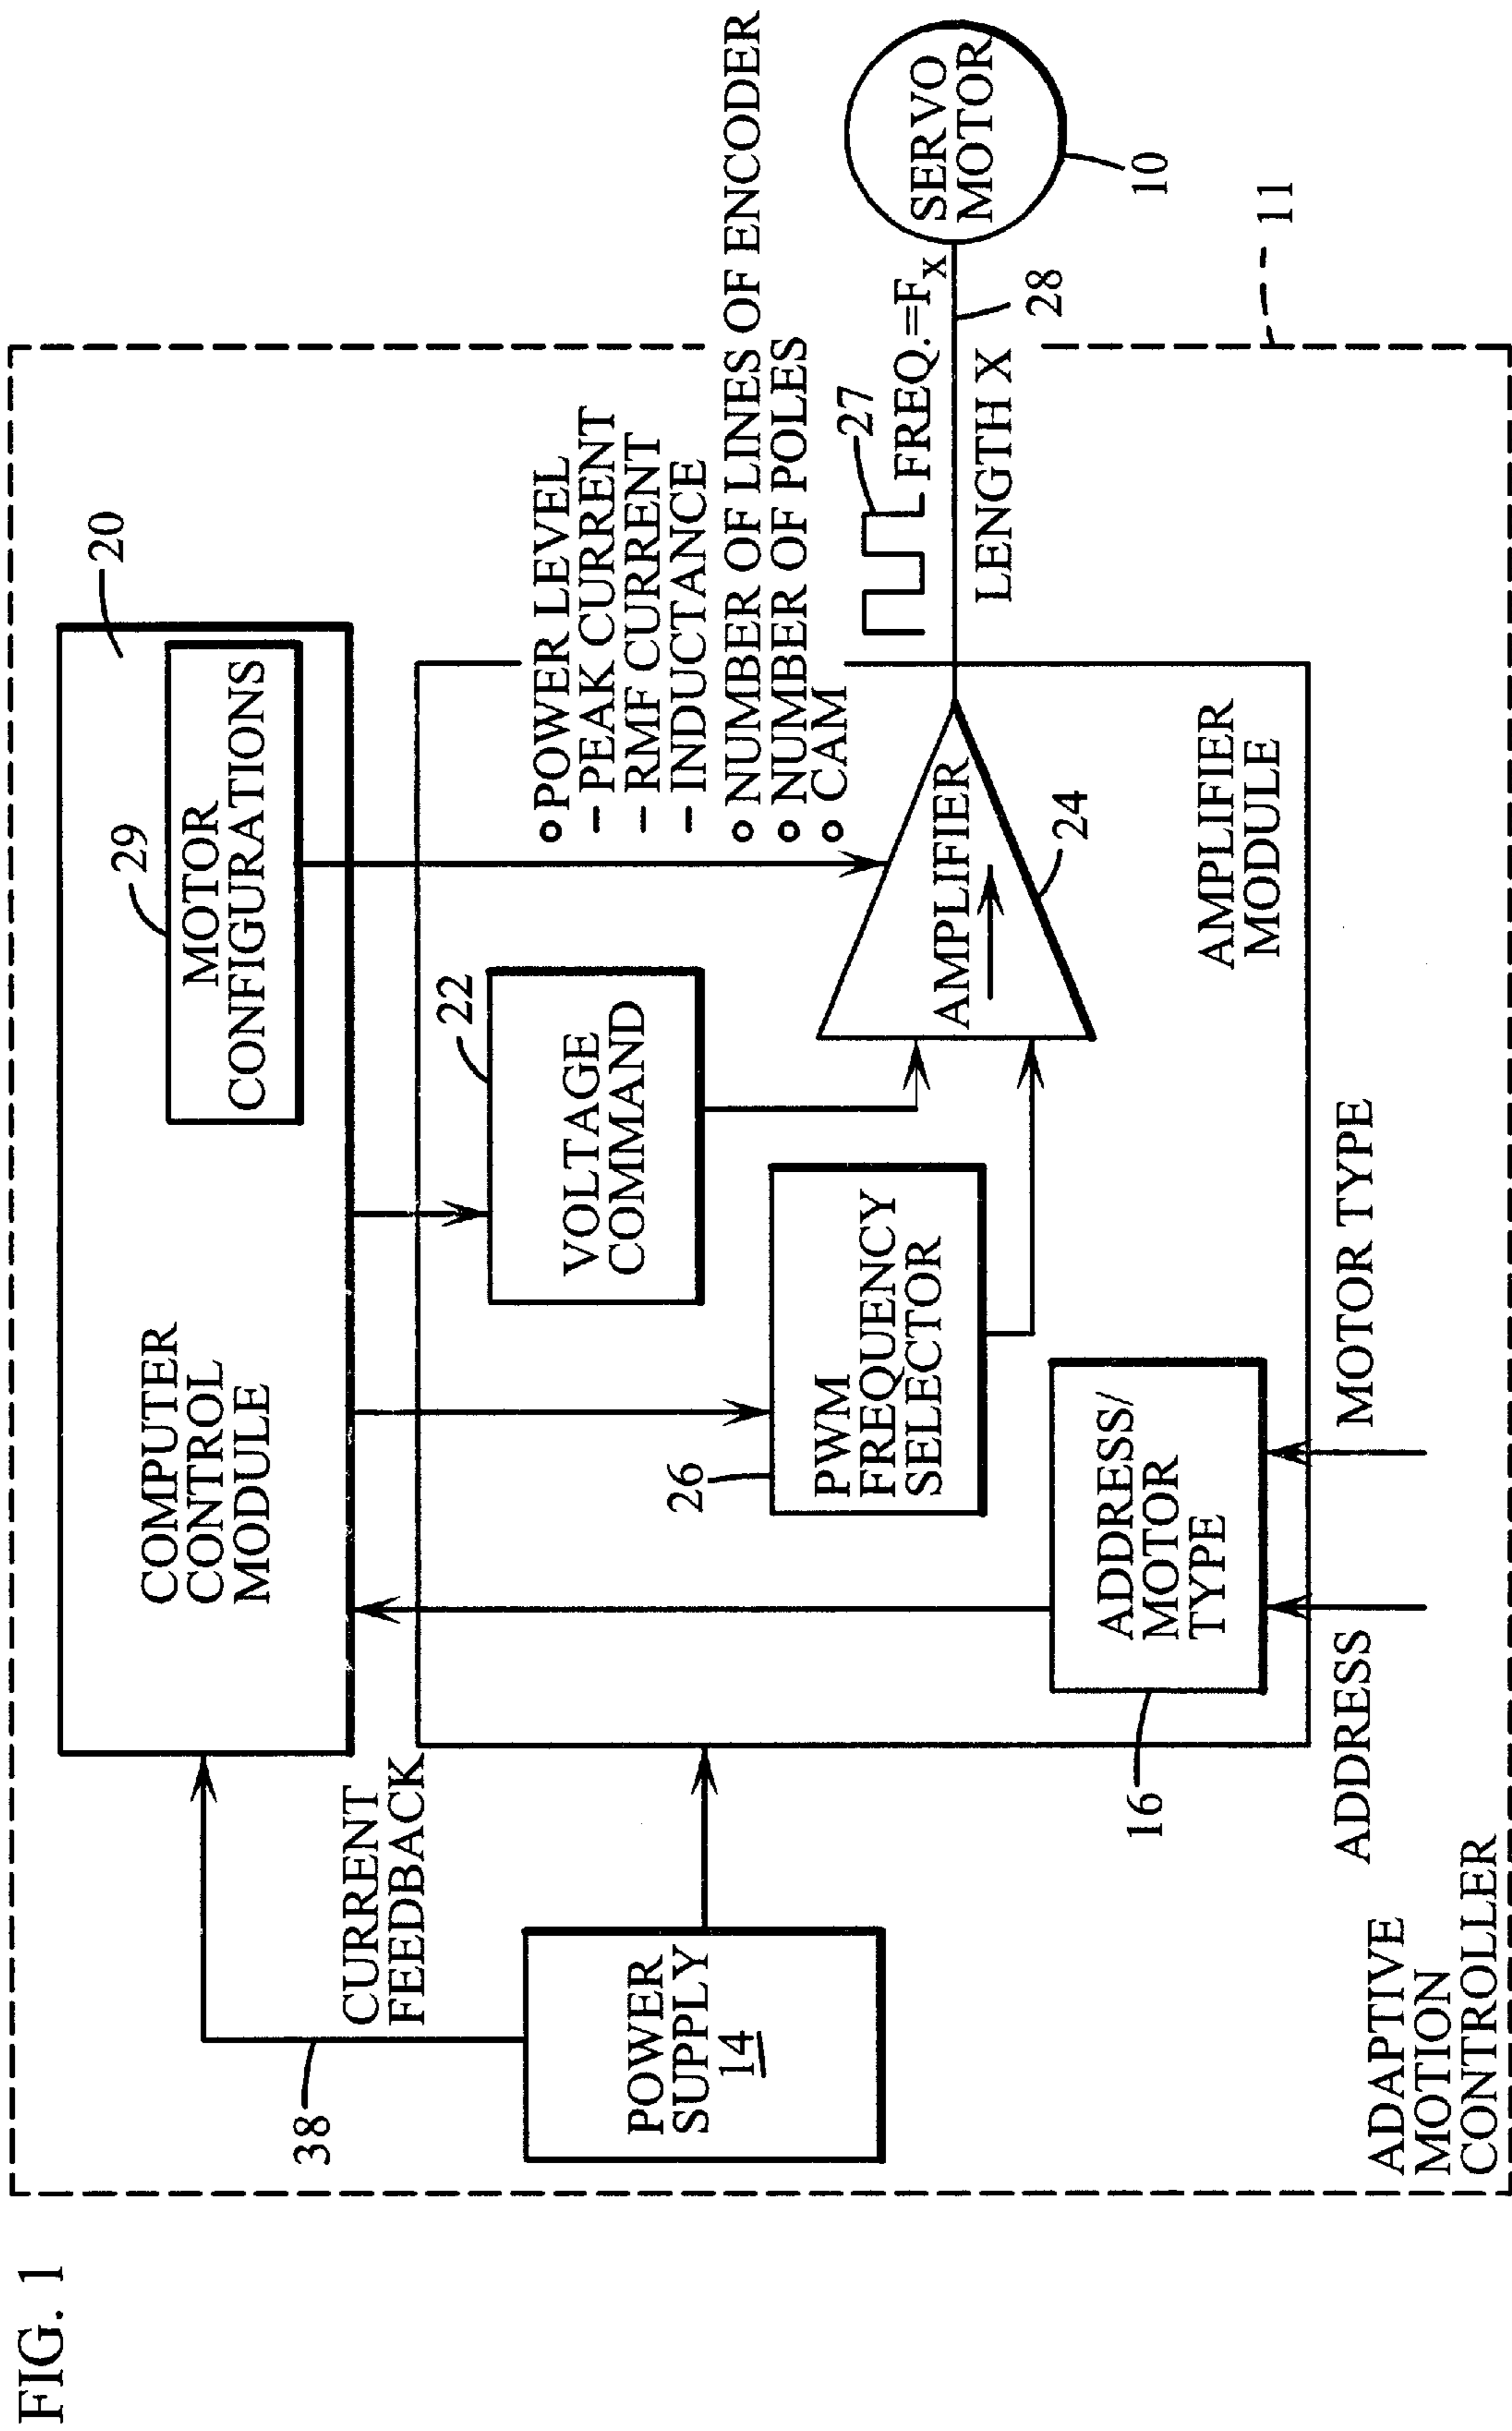 FIG. 1
20
29
MOTOR
CONFIGURATIONS
COMPUTER
CONTROL
MODULE
38
CURRENT
FEEDBACK
POWER
SUPPLY
14
22
VOLTAGE
COMMAND
26
PWM
FREQUENCY
SELECTOR
16
ADDRESS/
MOTOR
TYPE
ADDRESS
MOTOR TYPE
AMPLIFIER
24
AMPLIFIER
MODULE
° POWER LEVEL
– PEAK CURRENT
– RMF CURRENT
– INDUCTANCE
° NUMBER OF LINES OF ENCODER
° NUMBER OF POLES
° CAM
27
FREQ.=Fx
LENGTH X
28
SERVO
MOTOR
10
11
ADAPTIVE
MOTION
CONTROLLER